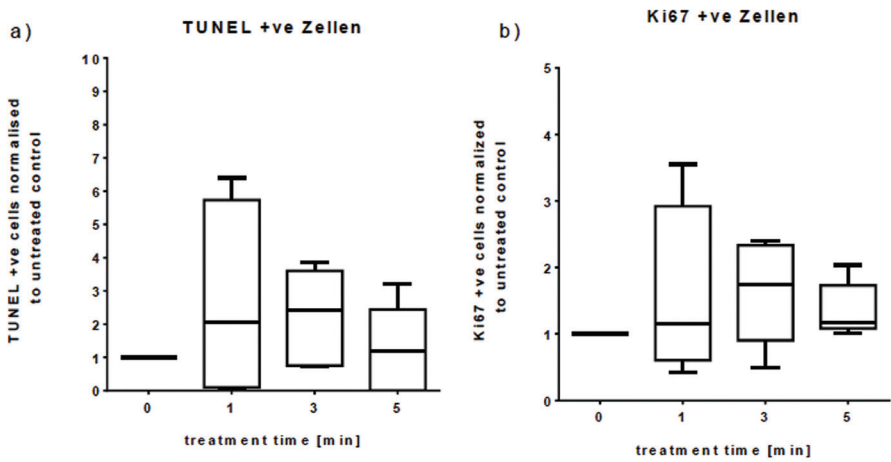 a)
TUNEL +ve Zellen
TUNEL +ve cells normalised
to untreated control
10
9
8
7
6
5
4
3
2
1
0
0 1 3 5
treatment time [min]
b)
Ki67 +ve Zellen
Ki67 +ve cells normalized
to untreated control
5
4
3
2
1
0
0 1 3 5
treatment time [min]